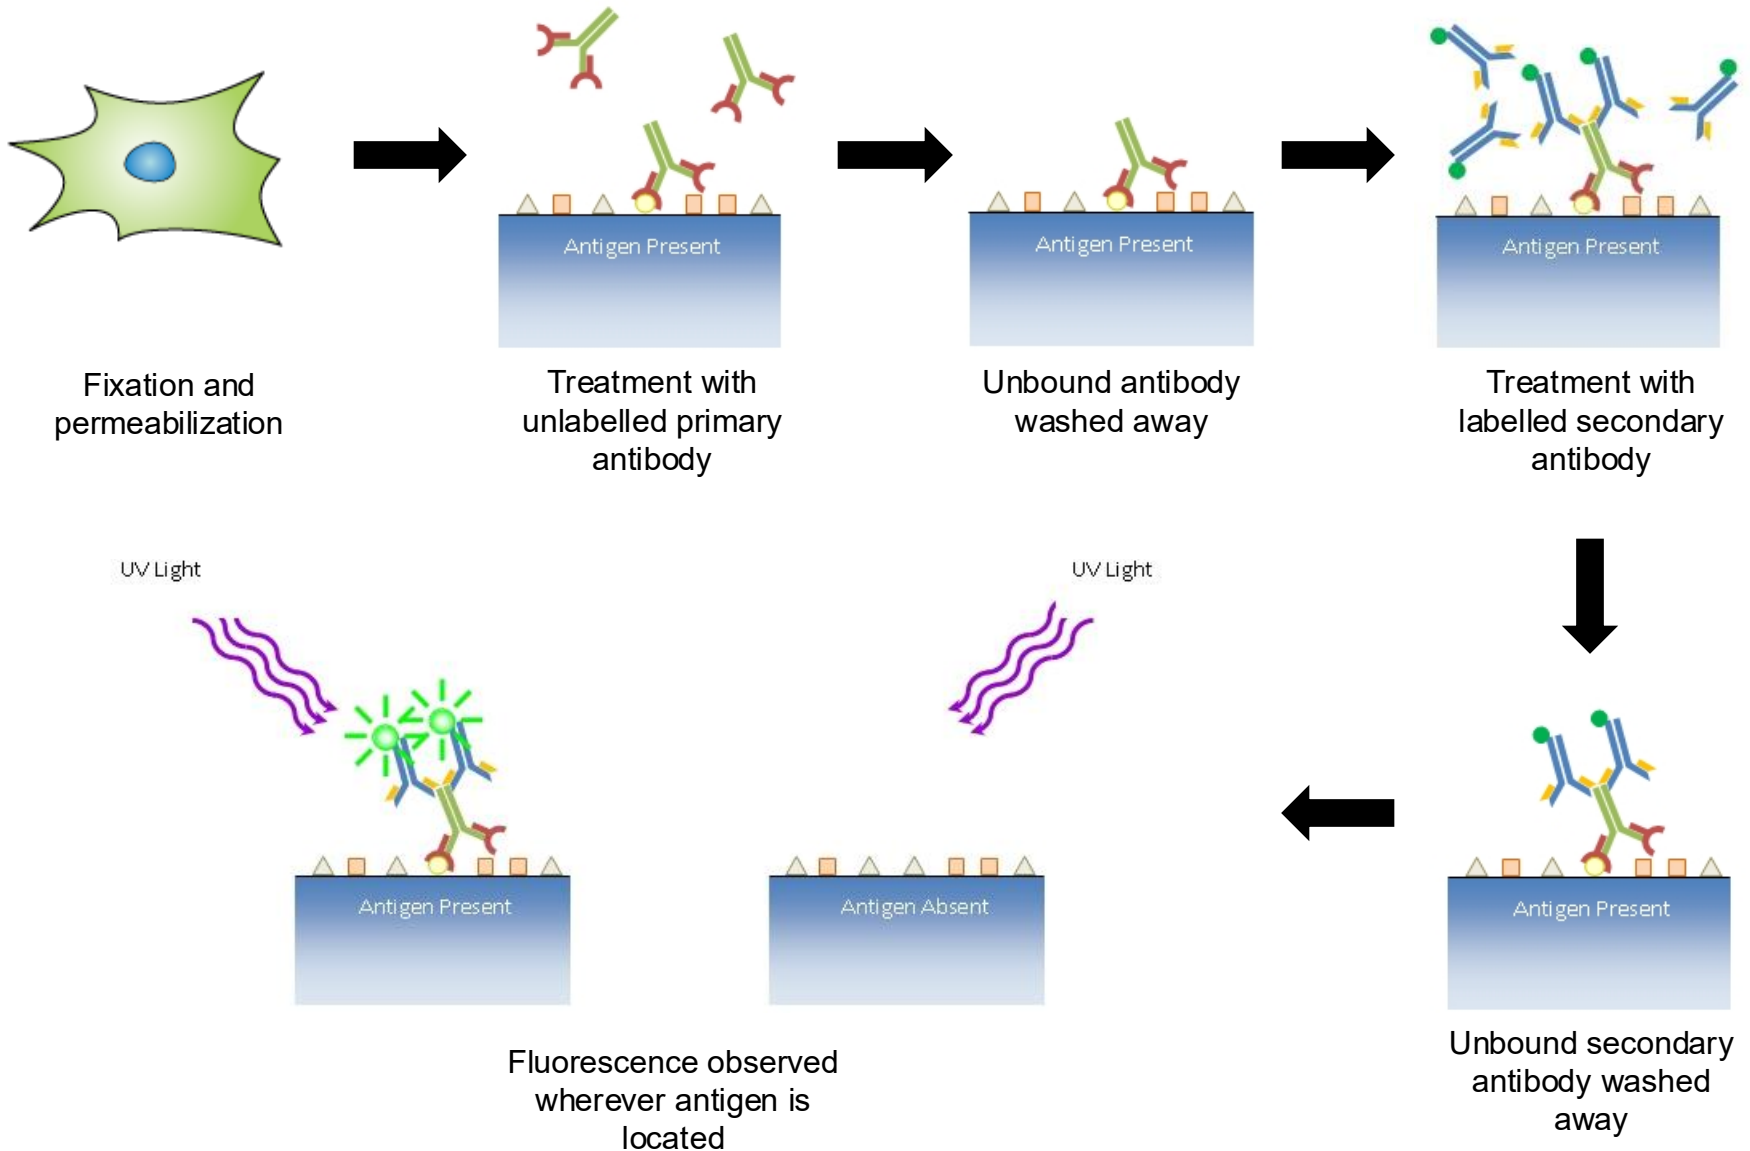 Antigen Present
Antigen Present
Antigen Present
Fixation and
permeabilization
Treatment with
unlabelled primary
antibody
Unbound antibody
washed away
Treatment with
labelled secondary
antibody
UV Light
UV Light
Antigen Present
Antigen Absent
Antigen Present
Fluorescence observed
wherever antigen is
located
Unbound secondary
antibody washed
away